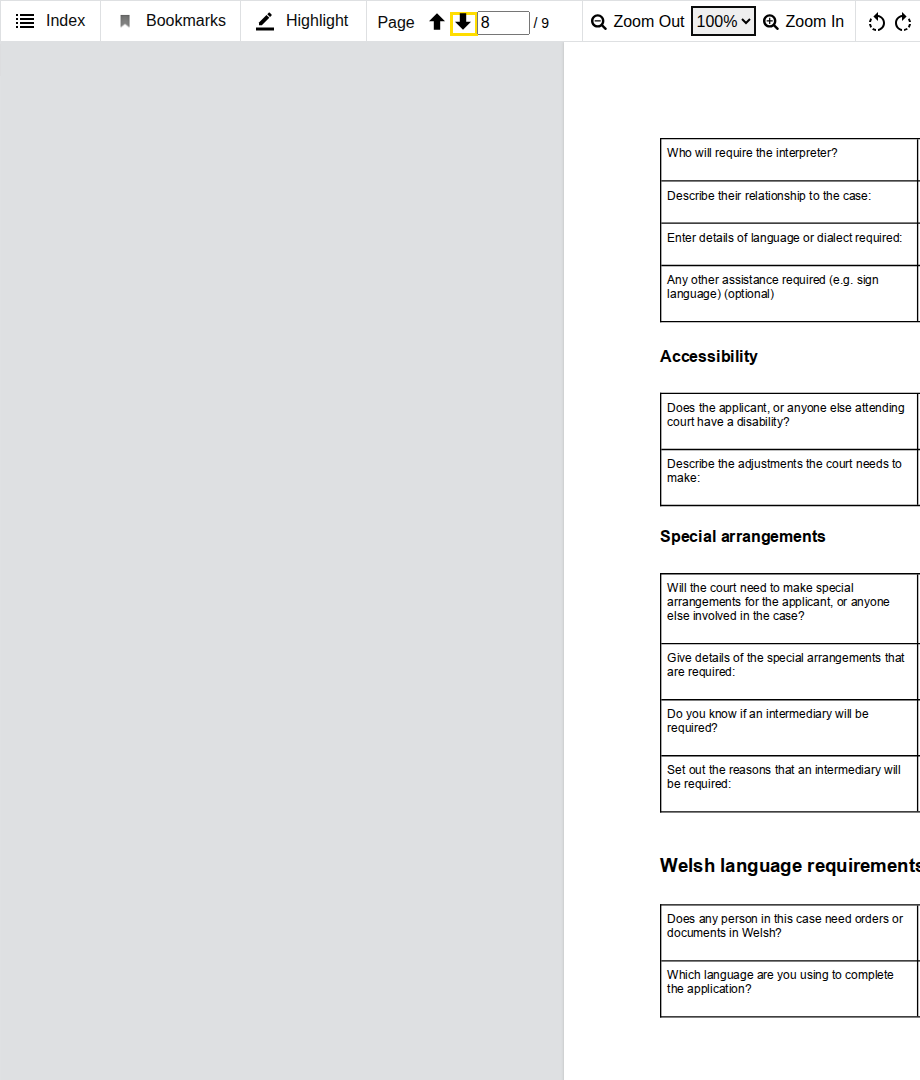 Index Bookmarks Highlight Page 8 / 9 Zoom Out 100% Zoom In
Who will require the interpreter?
Describe their relationship to the case:
Enter details of language or dialect required:
Any other assistance required (e.g. sign
language) (optional)
Accessibility
Does the applicant, or anyone else attending
court have a disability?
Describe the adjustments the court needs to
make:
Special arrangements
Will the court need to make special
arrangements for the applicant, or anyone
else involved in the case?
Give details of the special arrangements that
are required:
Do you know if an intermediary will be
required?
Set out the reasons that an intermediary will
be required:
Welsh language requirements
Does any person in this case need orders or
documents in Welsh?
Which language are you using to complete
the application?